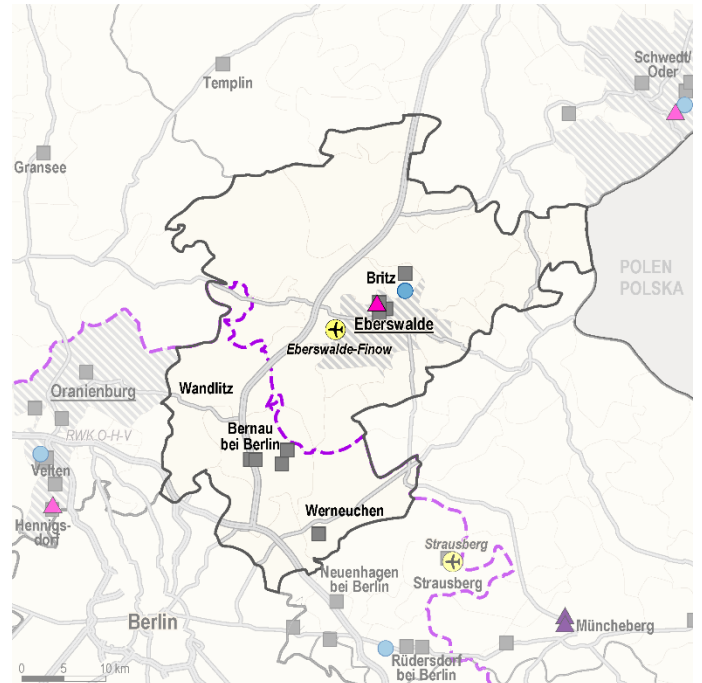 Schwedt/
Oder
Templin
Gransee
POLEN
POLSKA
Britz
Eberswalde
Eberswalde-Finow
Wandlitz
Oranienburg
Bernau
bei Berlin
RWK O-H-V
Velten
Werneuchen
Hennigs-
dorf
Strausberg
Strausberg
Neuenhagen
bei Berlin
Berlin
Müncheberg
Rüdersdorf
bei Berlin
0 5 10 km